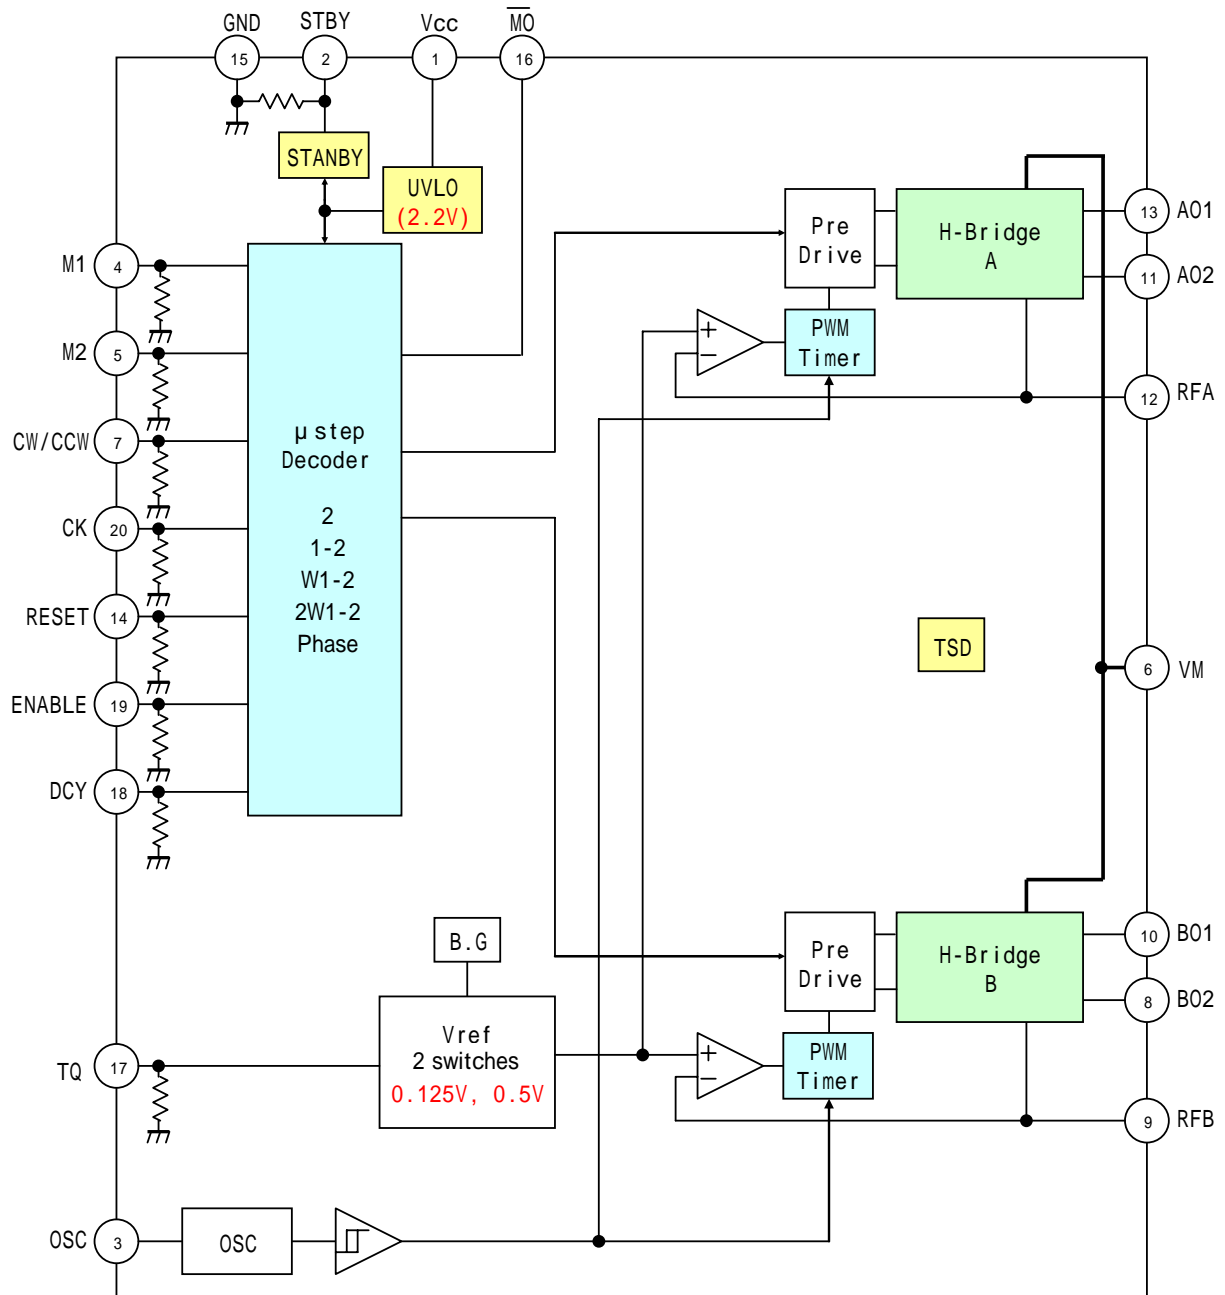 GND STBY Vcc MO
15 2 1 16
STANBY
UVLO
(2.2V)
M1 4
M2 5
CW/CCW 7
CK 20
RESET 14
ENABLE 19
DCY 18
μ step
Decoder
2
1-2
W1-2
2W1-2
Phase
Pre
Drive
H-Bridge
A
13 AO1
11 AO2
+
−
PWM
Timer
12 RFA
TSD
6 VM
B.G
Vref
2 switches
0.125V, 0.5V
TQ 17
Pre
Drive
H-Bridge
B
10 BO1
8 BO2
+
−
PWM
Timer
9 RFB
OSC 3
OSC